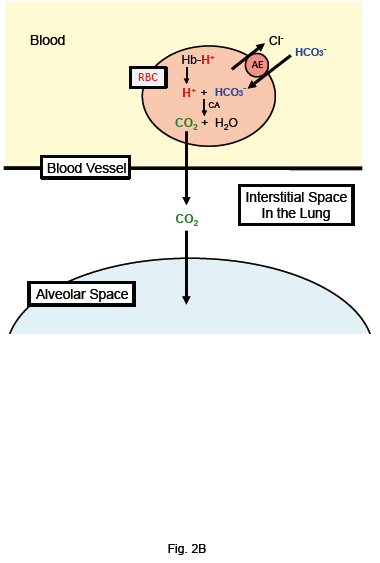 Blood
Cl-
HCO3-
AE
Hb-H+
RBC
H+ + HCO3-
CA
CO2 + H2O
Blood Vessel
Interstitial Space
In the Lung
CO2
Alveolar Space
Fig. 2B